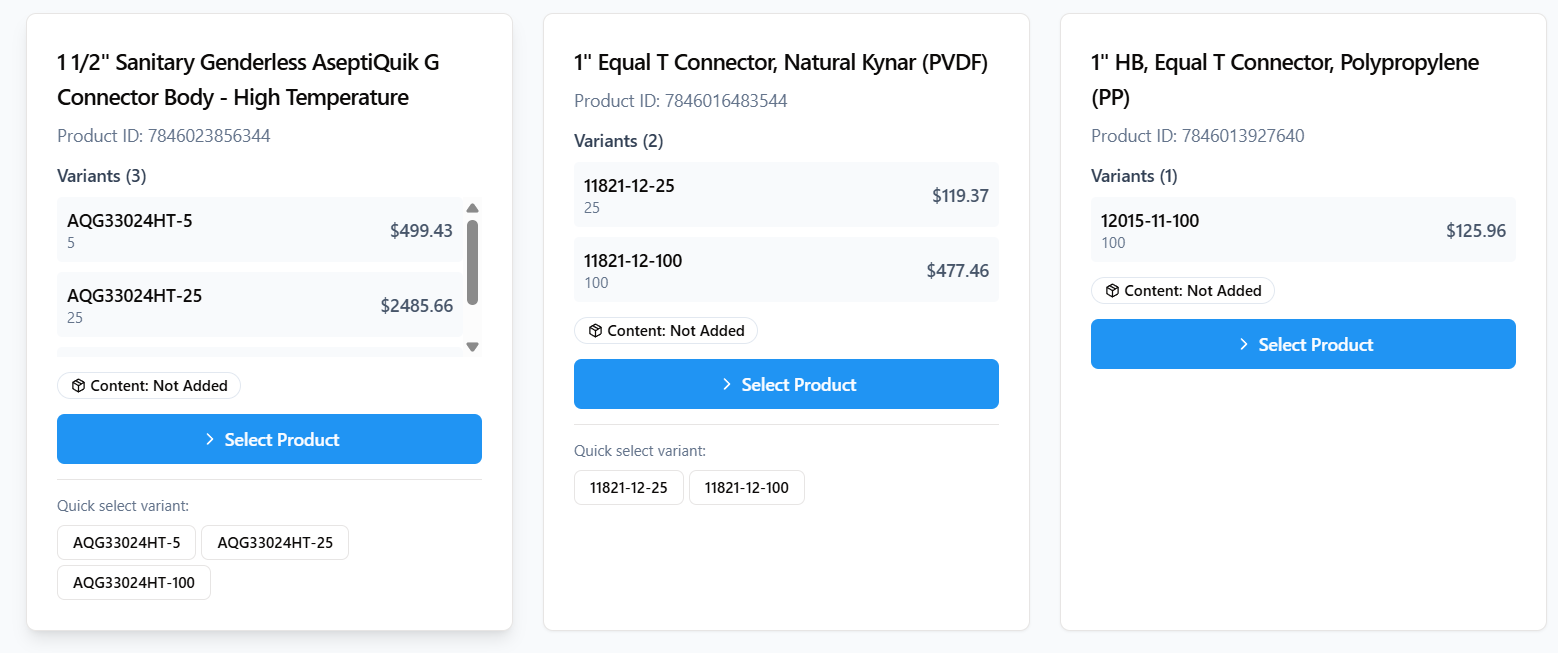 1 1/2" Sanitary Genderless AseptiQuik G
Connector Body - High Temperature
Product ID: 7846023856344
Variants (3)
AQG33024HT-5
5
$499.43
AQG33024HT-25
25
$2485.66
Content: Not Added
Select Product
Quick select variant:
AQG33024HT-5
AQG33024HT-25
AQG33024HT-100
1" Equal T Connector, Natural Kynar (PVDF)
Product ID: 7846016483544
Variants (2)
11821-12-25
25
$119.37
11821-12-100
100
$477.46
Content: Not Added
Select Product
Quick select variant:
11821-12-25
11821-12-100
1" HB, Equal T Connector, Polypropylene
(PP)
Product ID: 7846013927640
Variants (1)
12015-11-100
100
$125.96
Content: Not Added
Select Product